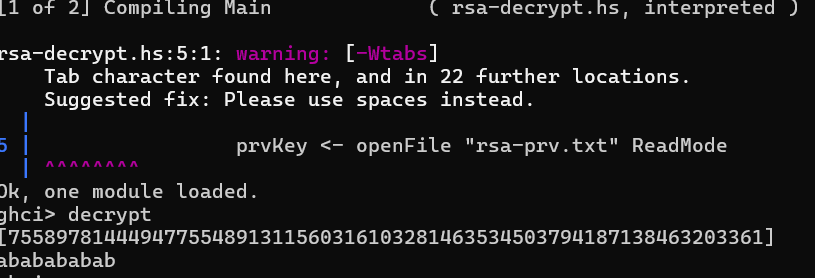 [1 of 2] Compiling Main             ( rsa-decrypt.hs, interpreted )
rsa-decrypt.hs:5:1: warning: [-Wtabs]
    Tab character found here, and in 22 further locations.
    Suggested fix: Please use spaces instead.
  |
5 |                 prvKey <- openFile "rsa-prv.txt" ReadMode
  | ^^^^^^^^
Ok, one module loaded.
ghci> decrypt
[75589781444947755489131156031610328146353450379418713846320336​1]
ababababab